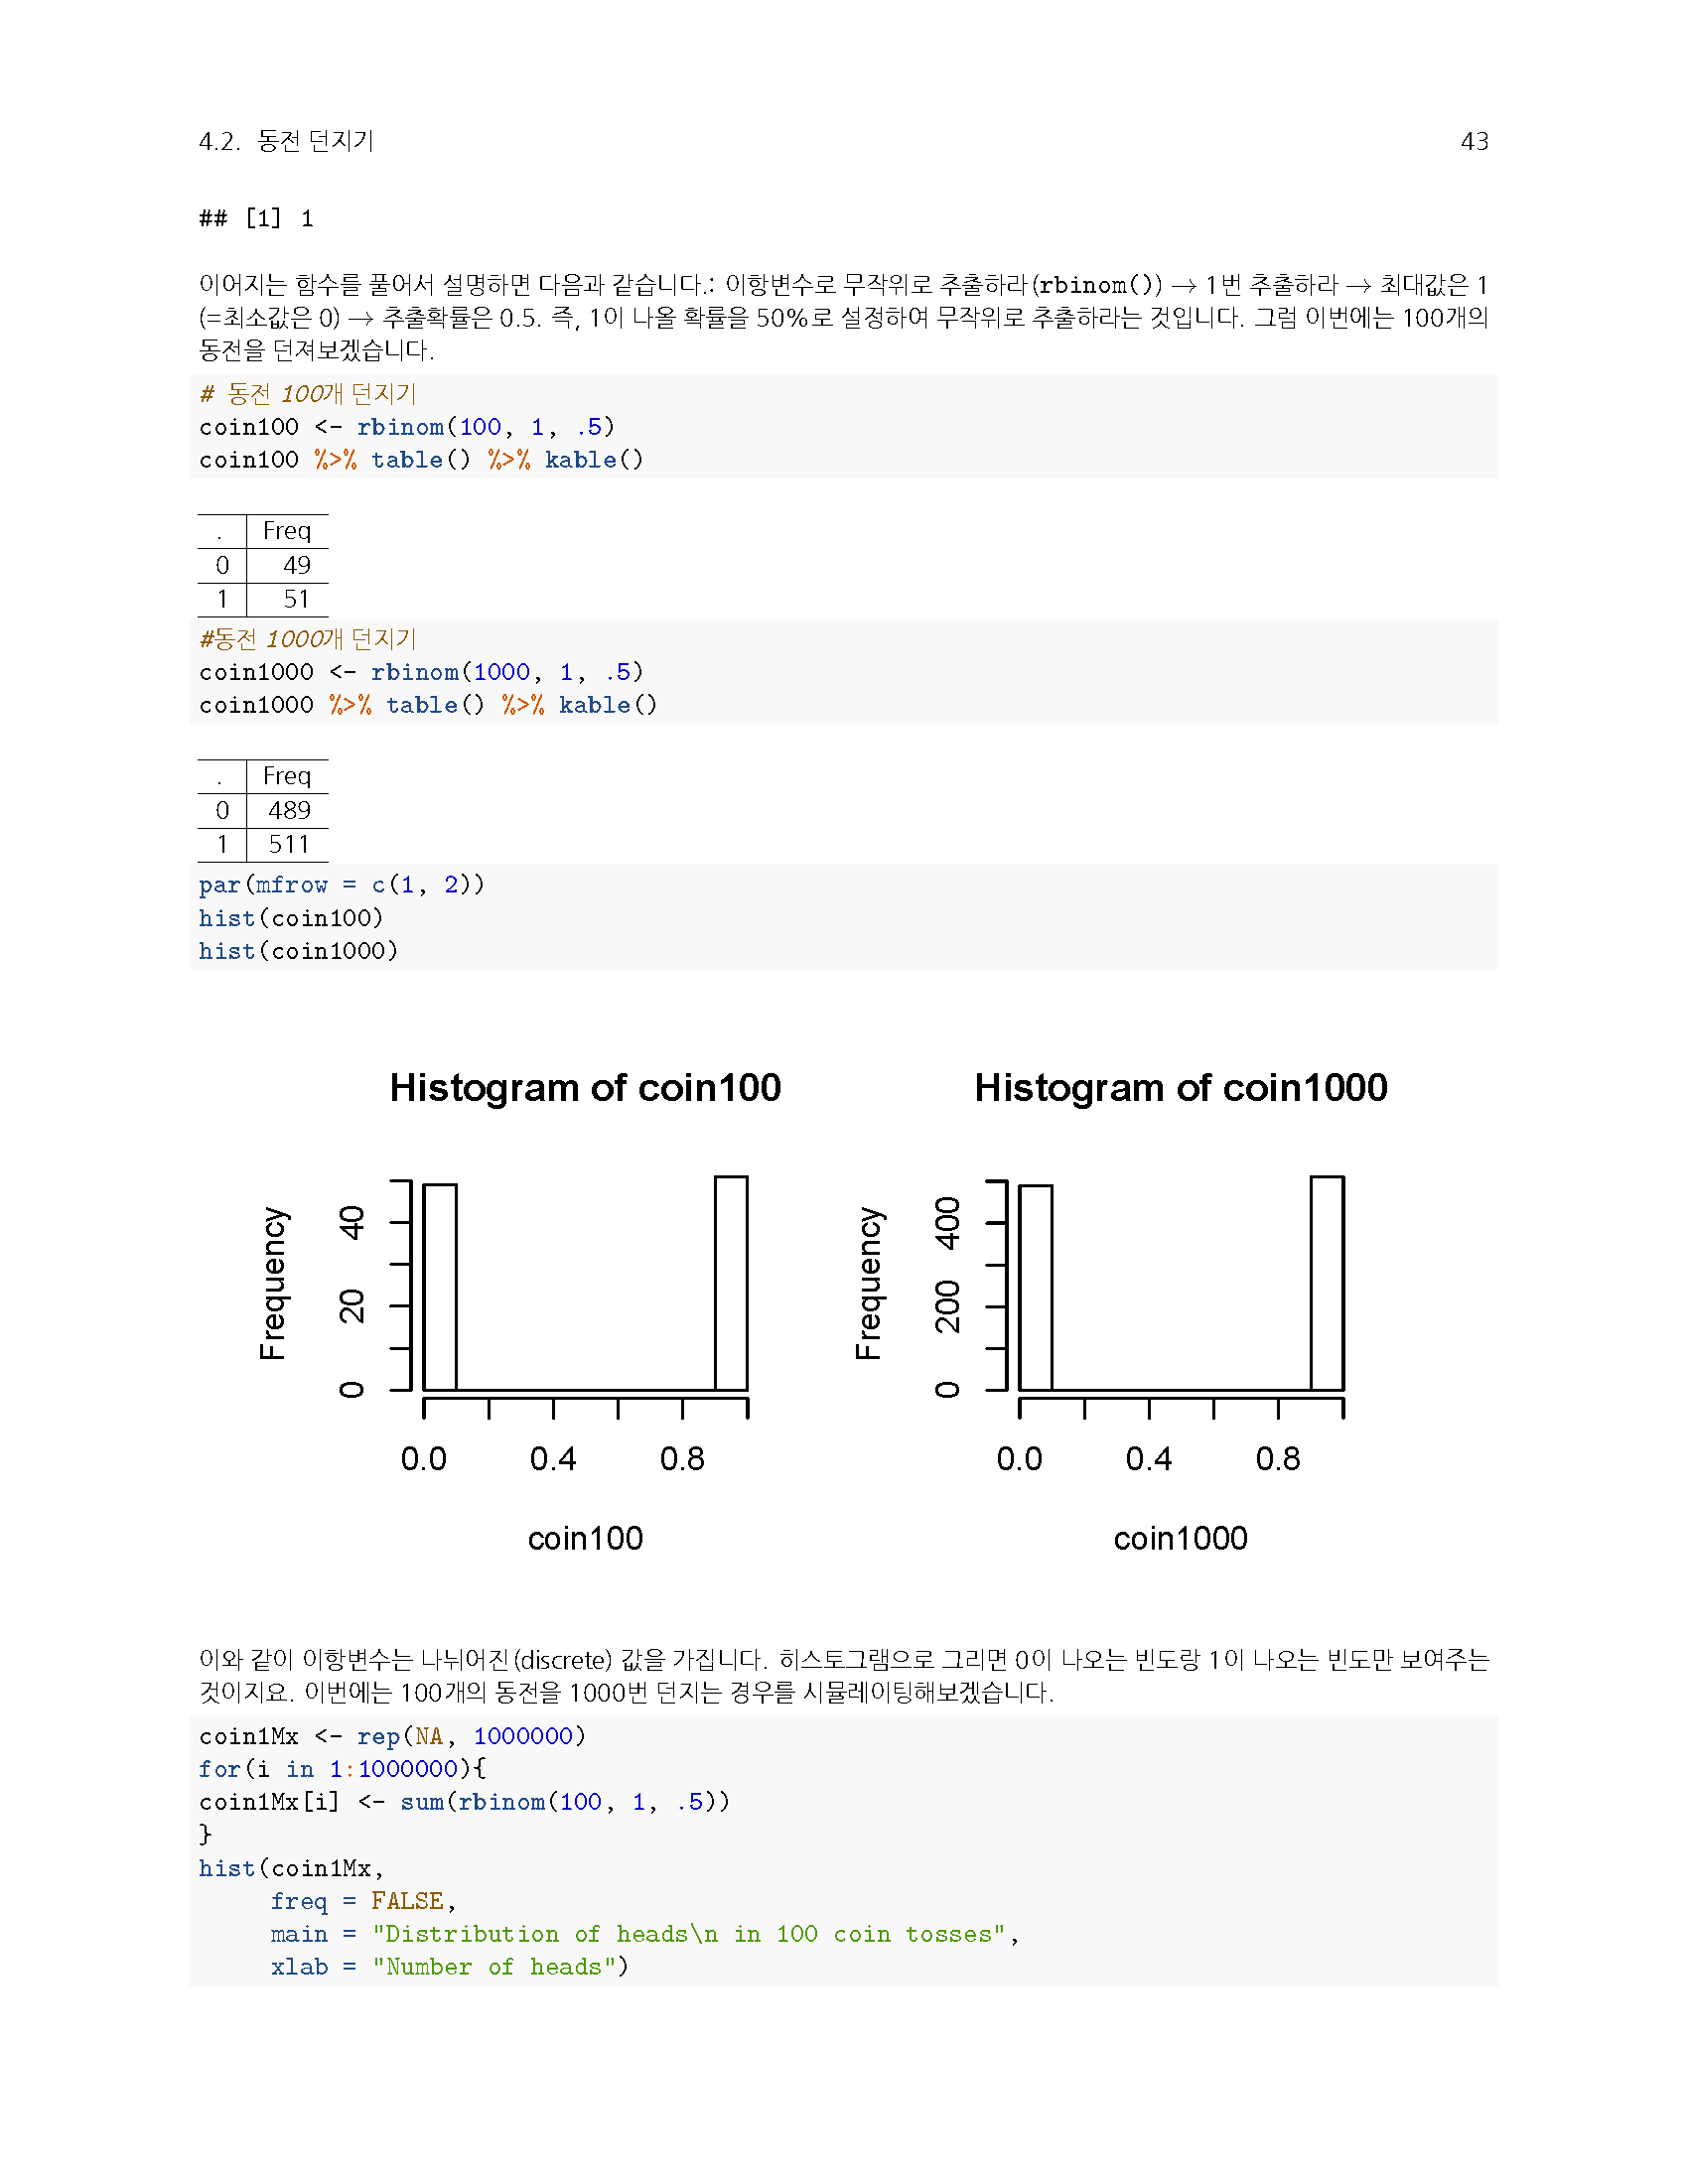 4.2. 동전 던지기 43
## [1] 1
이어지는 함수를 풀어서 설명하면 다음과 같습니다.: 이항변수로 무작위로 추출하라(rbinom()) → 1번 추출하라 → 최대값은 1
(=최소값은 0) → 추출확률은 0.5. 즉, 1이 나올 확률을 50%로 설정하여 무작위로 추출하라는 것입니다. 그럼 이번에는 100개의
동전을 던져보겠습니다.
# 동전 100개 던지기
coin100 <- rbinom(100, 1, .5)
coin100 %>% table() %>% kable()
. Freq
0 49
1 51
#동전 1000개 던지기
coin1000 <- rbinom(1000, 1, .5)
coin1000 %>% table() %>% kable()
. Freq
0 489
1 511
par(mfrow = c(1, 2))
hist(coin100)
hist(coin1000)
Histogram of coin100
Frequency
0 20 40
0.0 0.4 0.8
coin100
Histogram of coin1000
Frequency
0 200 400
0.0 0.4 0.8
coin1000
이와 같이 이항변수는 나뉘어진(discrete) 값을 가집니다. 히스토그램으로 그리면 0이 나오는 빈도랑 1이 나오는 빈도만 보여주는
것이지요. 이번에는 100개의 동전을 1000번 던지는 경우를 시뮬레이팅해보겠습니다.
coin1Mx <- rep(NA, 1000000)
for(i in 1:1000000){
coin1Mx[i] <- sum(rbinom(100, 1, .5))
}
hist(coin1Mx,
freq = FALSE,
main = "Distribution of heads\n in 100 coin tosses",
xlab = "Number of heads")